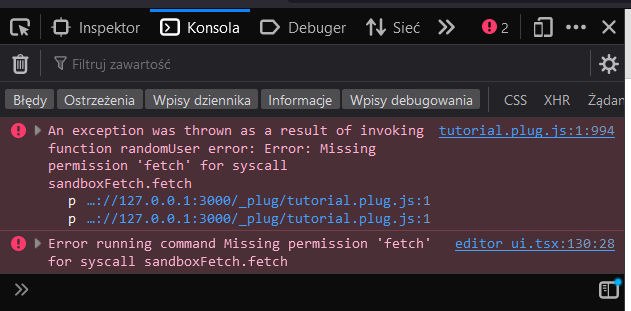 Inspektor Konsola Debuger Sieć 2
Filtruj zawartość
Błędy Ostrzeżenia Wpisy dziennika Informacje Wpisy debugowania CSS XHR Żądan
An exception was thrown as a result of invoking tutorial.plug.js:1:994
function randomUser error: Error: Missing
permission 'fetch' for syscall
sandboxFetch.fetch
p …://127.0.0.1:3000/_plug/tutorial.plug.js:1
p …://127.0.0.1:3000/_plug/tutorial.plug.js:1
Error running command Missing permission 'fetch' editor_ui.tsx:130:28
for syscall sandboxFetch.fetch